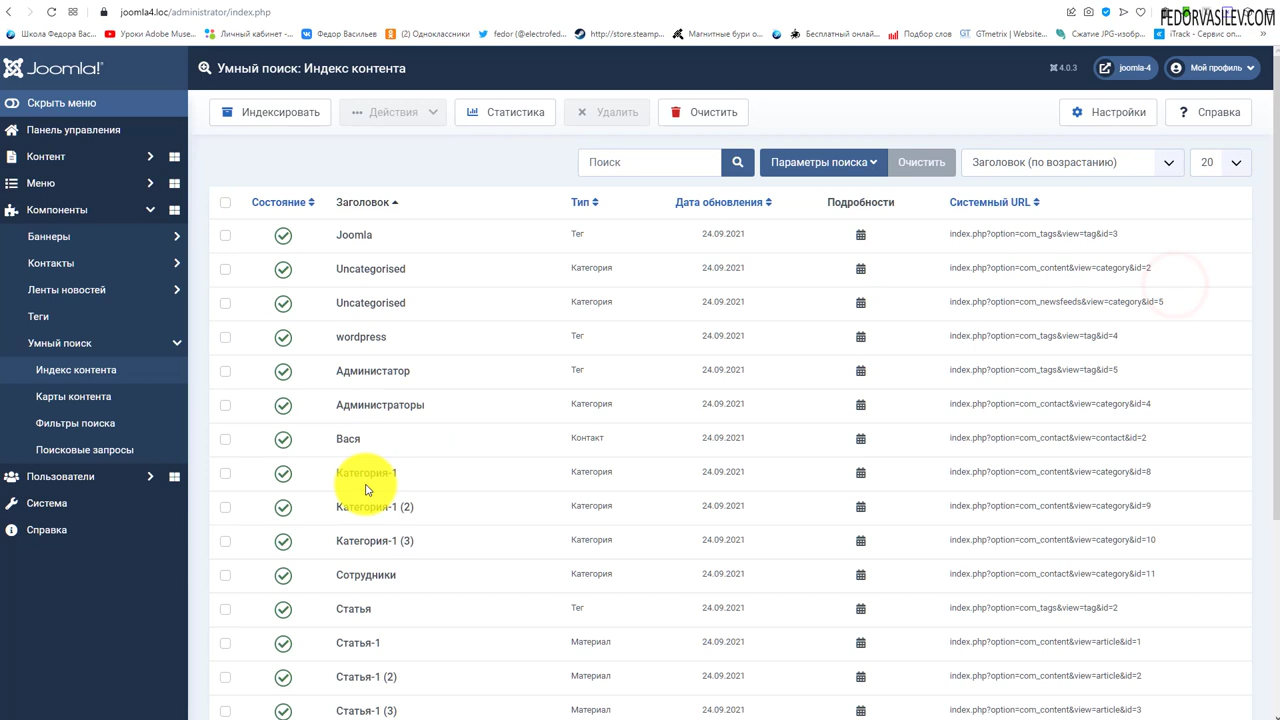 joomla4.loc/administrator/index.php
FEDORVASILEV.COM
Школа Федора Вас... Уроки Adobe Muse... Личный кабинет -... Федор Васильев (2) Одноклассники fedor (@electrofed... http://store.steamp... Магнитные бури о... Бесплатный онлай... Подбор слов GTmetrix | Website... Сжатие JPG-изобр... iTrack - Сервис оп... »
Joomla! Умный поиск: Индекс контента 4.0.3 joomla-4 Мой профиль
Скрыть меню
Индексировать Действия Статистика Удалить Очистить Настройки ? Справка
Панель управления
Контент
Меню
Компоненты
Баннеры
Контакты
Ленты новостей
Теги
Умный поиск
Индекс контента
Карты контента
Фильтры поиска
Поисковые запросы
Пользователи
Система
Справка
Поиск Параметры поиска Очистить Заголовок (по возрастанию) 20
Состояние Заголовок Тип Дата обновления Подробности Системный URL
Joomla Тег 24.09.2021 index.php?option=com_tags&view=tag&id=3
Uncategorised Категория 24.09.2021 index.php?option=com_content&view=category&id=2
Uncategorised Категория 24.09.2021 index.php?option=com_newsfeeds&view=category&id=5
wordpress Тег 24.09.2021 index.php?option=com_tags&view=tag&id=4
Администатор Тег 24.09.2021 index.php?option=com_tags&view=tag&id=5
Администраторы Категория 24.09.2021 index.php?option=com_contact&view=category&id=4
Вася Контакт 24.09.2021 index.php?option=com_contact&view=contact&id=2
Категория-1 Категория 24.09.2021 index.php?option=com_content&view=category&id=8
Категория-1 (2) Категория 24.09.2021 index.php?option=com_content&view=category&id=9
Категория-1 (3) Категория 24.09.2021 index.php?option=com_content&view=category&id=10
Сотрудники Категория 24.09.2021 index.php?option=com_contact&view=category&id=11
Статья Тег 24.09.2021 index.php?option=com_tags&view=tag&id=2
Статья-1 Материал 24.09.2021 index.php?option=com_content&view=article&id=1
Статья-1 (2) Материал 24.09.2021 index.php?option=com_content&view=article&id=2
Статья-1 (3) Материал 24.09.2021 index.php?option=com_content&view=article&id=3